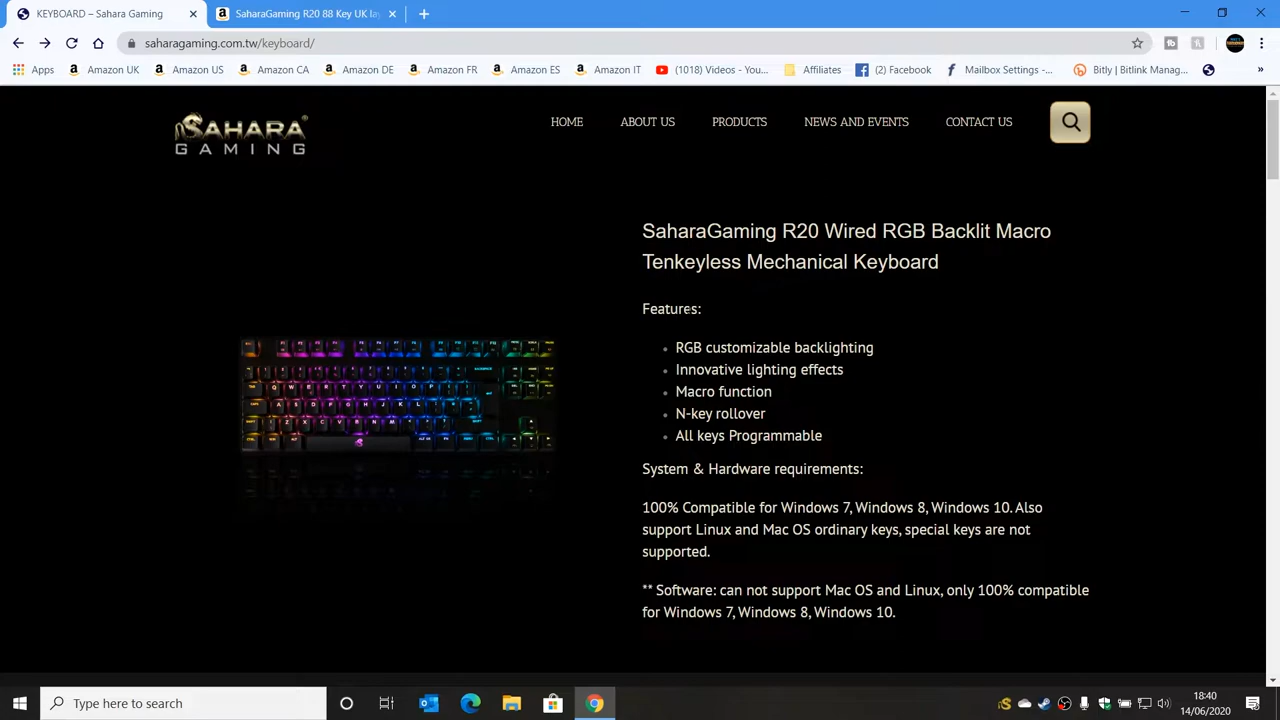 KEYBOARD – Sahara Gaming
SaharaGaming R20 88 Key UK lay
saharagaming.com.tw/keyboard/
Apps
Amazon UK
Amazon US
Amazon CA
Amazon DE
Amazon FR
Amazon ES
Amazon IT
(1018) Videos - You...
Affiliates
(2) Facebook
Mailbox Settings -...
Bitly | Bitlink Manag...
»
SAHARA®
GAMING
HOME
ABOUT US
PRODUCTS
NEWS AND EVENTS
CONTACT US
SaharaGaming R20 Wired RGB Backlit Macro
Tenkeyless Mechanical Keyboard
Features:
• RGB customizable backlighting
• Innovative lighting effects
• Macro function
• N-key rollover
• All keys Programmable
System & Hardware requirements:
100% Compatible for Windows 7, Windows 8, Windows 10. Also
support Linux and Mac OS ordinary keys, special keys are not
supported.
** Software: can not support Mac OS and Linux, only 100% compatible
for Windows 7, Windows 8, Windows 10.
Type here to search
18:40
14/06/2020